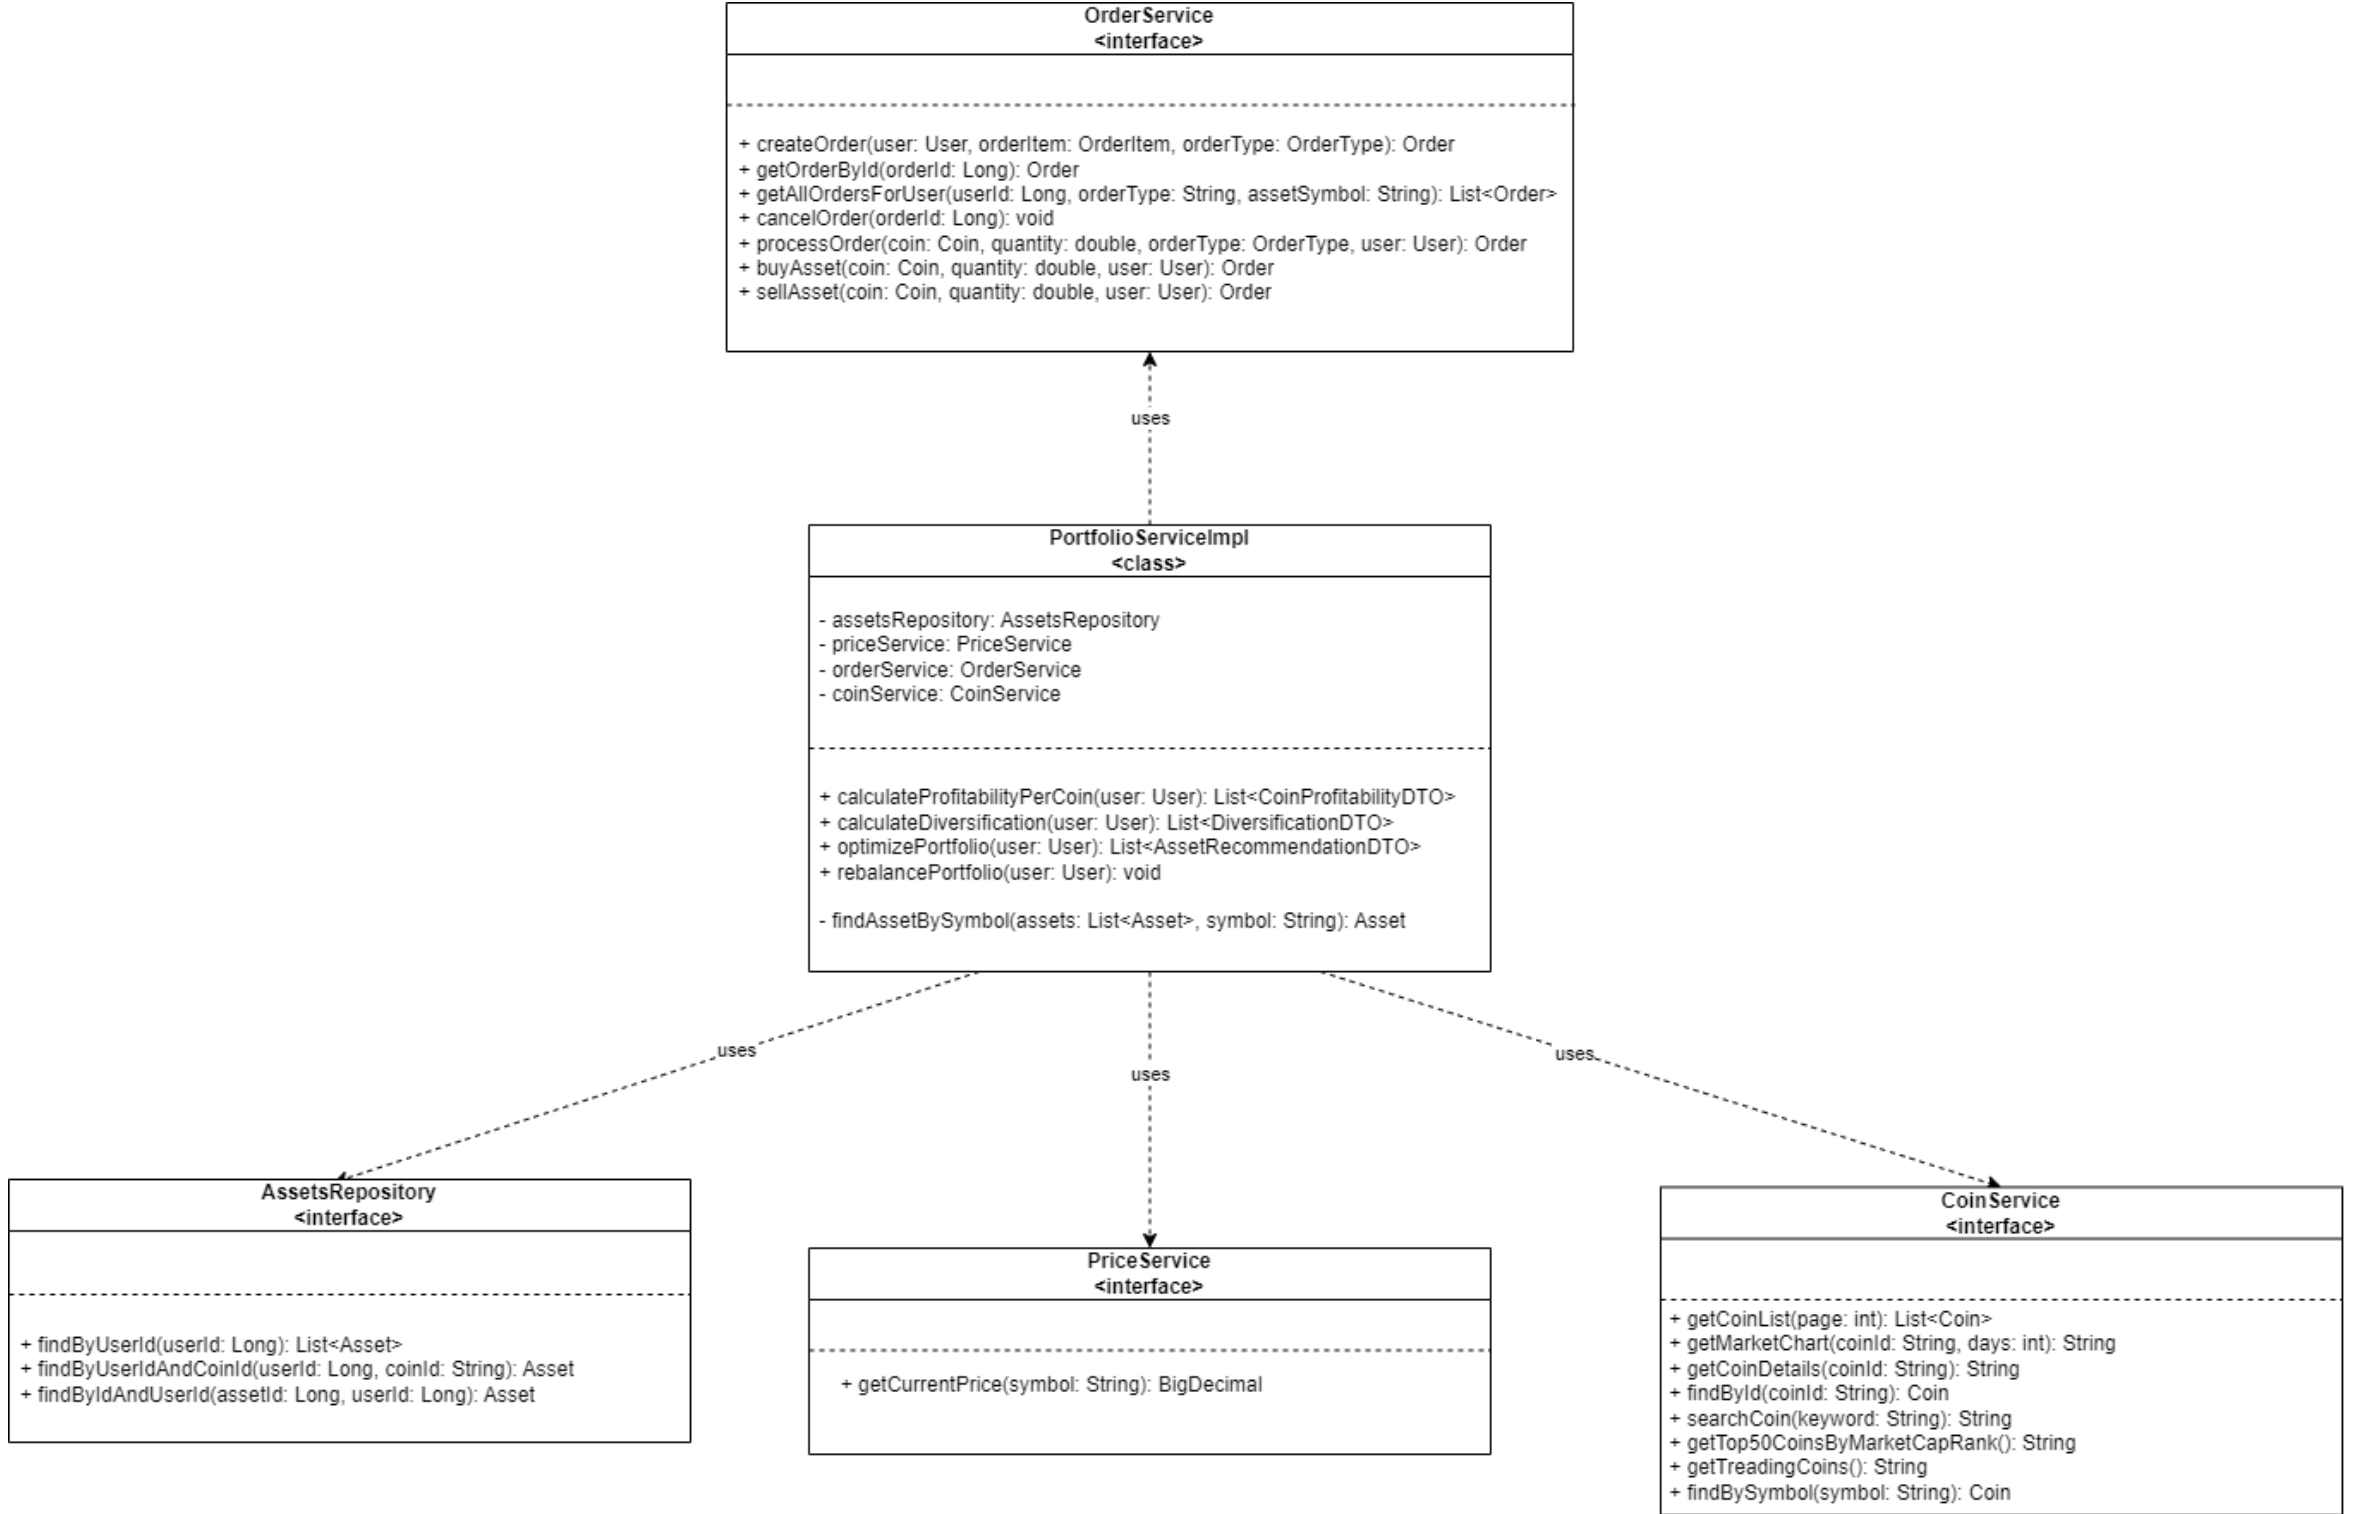 OrderService
<interface>
+ createOrder(user: User, orderItem: OrderItem, orderType: OrderType): Order
+ getOrderById(orderId: Long): Order
+ getAllOrdersForUser(userId: Long, orderType: String, assetSymbol: String): List<Order>
+ cancelOrder(orderId: Long): void
+ processOrder(coin: Coin, quantity: double, orderType: OrderType, user: User): Order
+ buyAsset(coin: Coin, quantity: double, user: User): Order
+ sellAsset(coin: Coin, quantity: double, user: User): Order
uses
PortfolioServiceImpl
<class>
- assetsRepository: AssetsRepository
- priceService: PriceService
- orderService: OrderService
- coinService: CoinService
+ calculateProfitabilityPerCoin(user: User): List<CoinProfitabilityDTO>
+ calculateDiversification(user: User): List<DiversificationDTO>
+ optimizePortfolio(user: User): List<AssetRecommendationDTO>
+ rebalancePortfolio(user: User): void
- findAssetBySymbol(assets: List<Asset>, symbol: String): Asset
uses
uses
uses
AssetsRepository
<interface>
+ findByUserId(userId: Long): List<Asset>
+ findByUserIdAndCoinId(userId: Long, coinId: String): Asset
+ findByIdAndUserId(assetId: Long, userId: Long): Asset
PriceService
<interface>
+ getCurrentPrice(symbol: String): BigDecimal
CoinService
<interface>
+ getCoinList(page: int): List<Coin>
+ getMarketChart(coinId: String, days: int): String
+ getCoinDetails(coinId: String): String
+ findById(coinId: String): Coin
+ searchCoin(keyword: String): String
+ getTop50CoinsByMarketCapRank(): String
+ getTreadingCoins(): String
+ findBySymbol(symbol: String): Coin